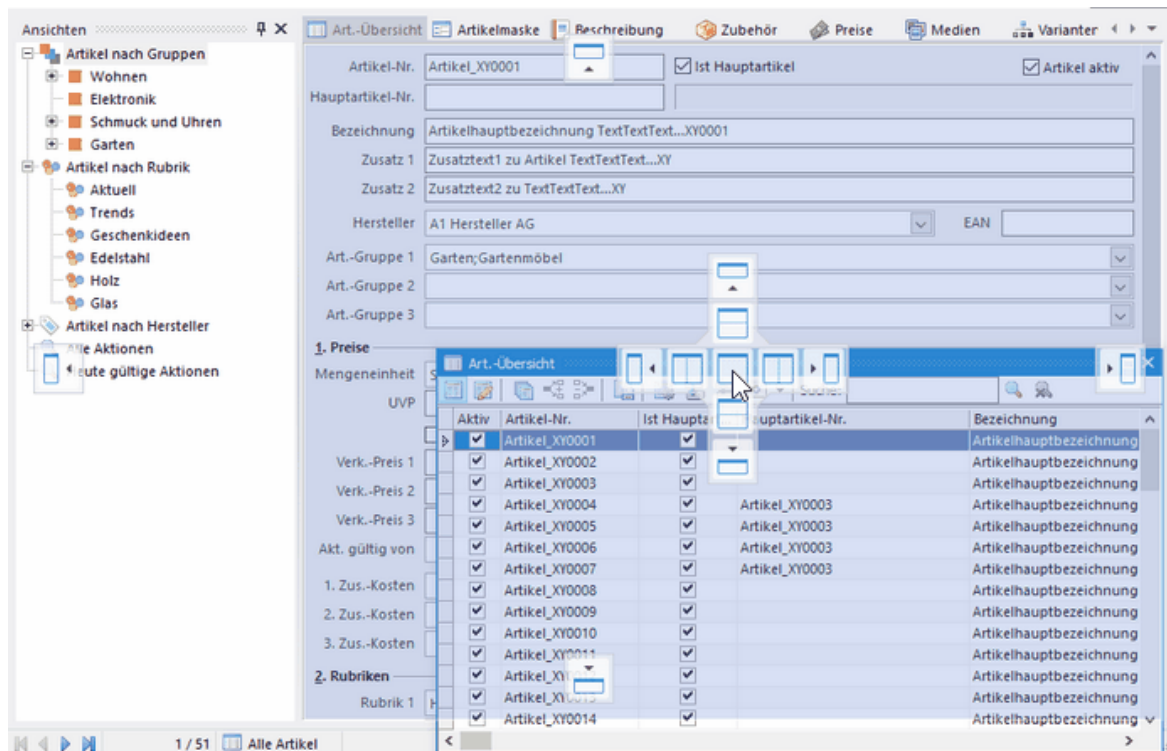 Ansichten
Artikel nach Gruppen
Wohnen
Elektronik
Schmuck und Uhren
Garten
Artikel nach Rubrik
Aktuell
Trends
Geschenkideen
Edelstahl
Holz
Glas
Artikel nach Hersteller
Aktionen
gültige Aktionen
Art.-Übersicht Artikelmaske Beschreibung Zubehör Preise Medien Varianter
Artikel-Nr. Artikel_XY0001 Ist Hauptartikel Artikel aktiv
Hauptartikel-Nr.
Bezeichnung Artikelhauptbezeichnung TextTextText...XY0001
Zusatz 1 Zusatztext1 zu Artikel TextTextText...XY
Zusatz 2 Zusatztext2 zu TextTextText...XY
Hersteller A1 Hersteller AG EAN
Art.-Gruppe 1 Garten;Gartenmöbel
Art.-Gruppe 2
Art.-Gruppe 3
1. Preise
Mengeneinheit
UVP
Verk.-Preis 1
Verk.-Preis 2
Verk.-Preis 3
Akt. gültig von
1. Zus.-Kosten
2. Zus.-Kosten
3. Zus.-Kosten
2. Rubriken
Rubrik 1
Art.-Übersicht
Suche:
Aktiv Artikel-Nr. Ist Haupta auptartikel-Nr. Bezeichnung
Artikel_XY0001 Artikelhauptbezeichnung
Artikel_XY0002 Artikelhauptbezeichnung
Artikel_XY0003 Artikelhauptbezeichnung
Artikel_XY0004 Artikel_XY0003 Artikelhauptbezeichnung
Artikel_XY0005 Artikel_XY0003 Artikelhauptbezeichnung
Artikel_XY0006 Artikel_XY0003 Artikelhauptbezeichnung
Artikel_XY0007 Artikel_XY0003 Artikelhauptbezeichnung
Artikel_XY0008 Artikelhauptbezeichnung
Artikel_XY0009 Artikelhauptbezeichnung
Artikel_XY0010 Artikelhauptbezeichnung
Artikel_XY0011 Artikelhauptbezeichnung
Artikelhauptbezeichnung
Artikelhauptbezeichnung
Artikel_XY0014 Artikelhauptbezeichnung
1 / 51 Alle Artikel